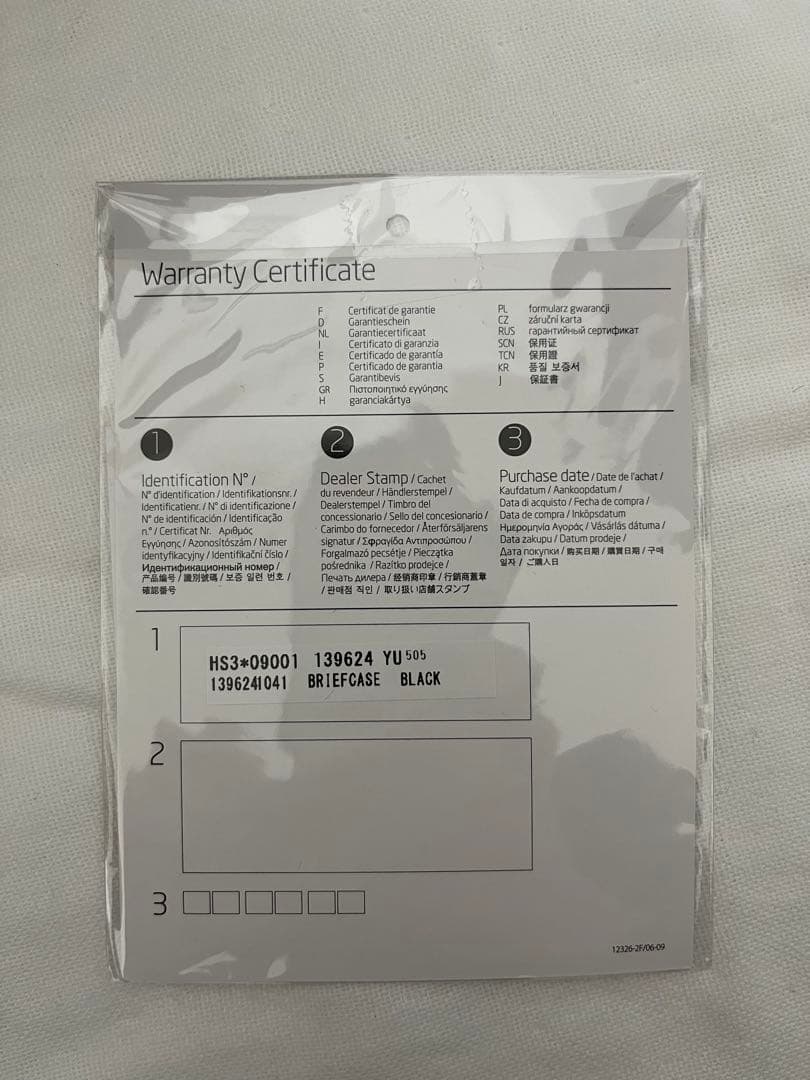 Warranty Certificate
F Certificat de garantie
D Garantieschein
NL Garantiecertificaat
I Certificato di garanzia
E Certificado de garantía
P Certificado de garantia
S Garantibevis
GR Πιστοποιητικό εγγύησης
H garanciakártya
PL formularz gwarancji
CZ záruční karta
RUS гарантийный сертификат
SCN 保用证
TCN 保用證
KR 품질 보증서
J 保証書
1
Identification N° /
N° d'identification / Identifikationsnr. /
Identificatienr. / N° di identificazione /
N° de identificación / Identificação
n.° / Certificat Nr. Αριθμός
Εγγύησης / Azonosítószám / Numer
identyfikacyjny / Identifikační číslo /
Идентификационный номер /
产品编号 / 識別號碼 / 보증 일련 번호 /
確認番号
2
Dealer Stamp / Cachet
du revendeur / Händlerstempel /
Dealerstempel / Timbro del
concessionario / Sello del concesionario /
Carimbo do fornecedor / Återförsäljarens
signatur / Σφραγίδα Αντιπροσώπου /
Forgalmazó pecsétje / Pieczątka
pośrednika / Razítko prodejce /
Печать дилера / 经销商印章 / 行銷商蓋章
/ 판매점 직인 / 取り扱い店舗スタンプ
3
Purchase date / Date de l'achat /
Kaufdatum / Aankoopdatum /
Data di acquisto / Fecha de compra /
Data de compra / Inköpsdatum
Ημερομηνία Αγοράς / Vásárlás dátuma /
Data zakupu / Datum prodeje /
Дата покупки / 购买日期 / 購買日期 / 구매
일자 / ご購入日
1
HS3*09001 139624 YU505
1396241041 BRIEFCASE BLACK
2
3
12326-2F/06-09